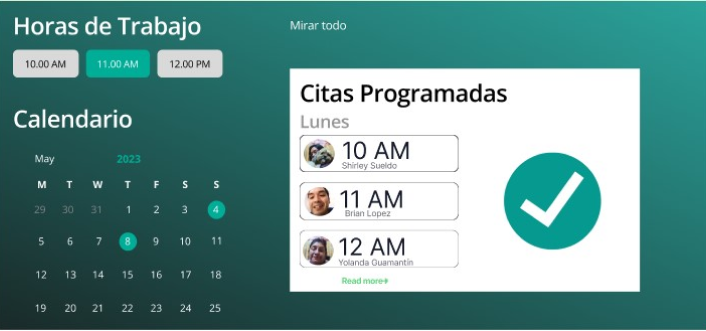 Horas de Trabajo
10.00 AM 11.00 AM 12.00 PM
Calendario
May 2023
M T W T F S S
29 30 31 1 2 3 4
5 6 7 8 9 10 11
12 13 14 15 16 17 18
19 20 21 22 23 24 25
Mirar todo
Citas Programadas
Lunes
10 AM
Shirley Sueldo
11 AM
Brian Lopez
12 AM
Yolanda Guamantin
Read more→